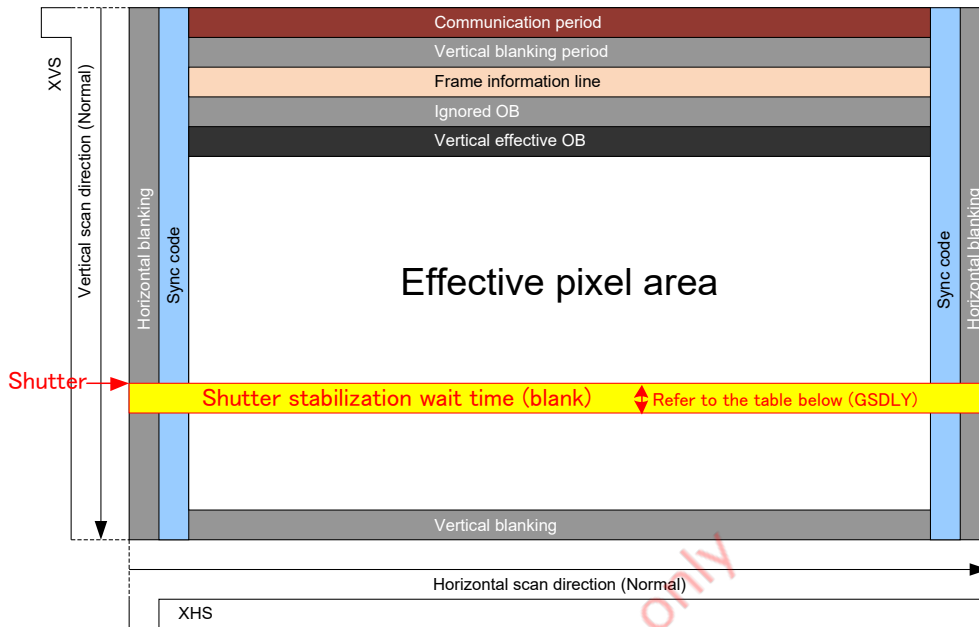 Communication period
Vertical blanking period
Frame information line
Ignored OB
Vertical effective OB
XVS
Vertical scan direction (Normal)
Horizontal blanking
Sync code
Effective pixel area
Sync code
Horizontal blanking
Shutter
Shutter stabilization wait time (blank)
Refer to the table below (GSDLY)
Vertical blanking
only
Horizontal scan direction (Normal)
XHS